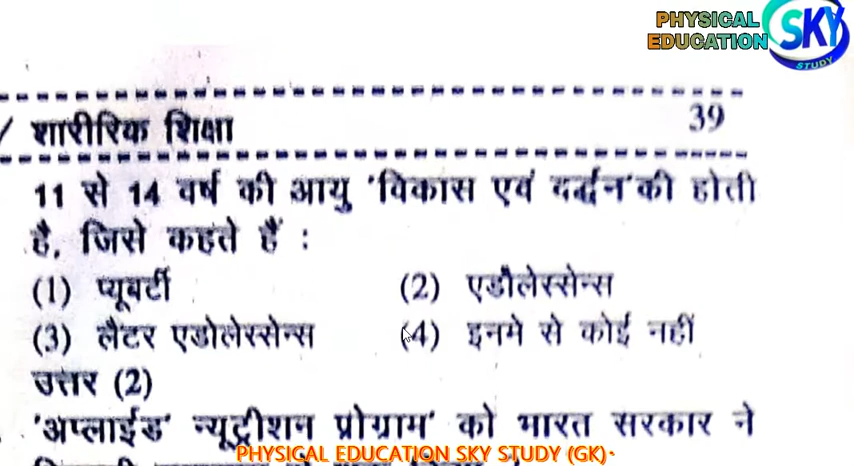 PHYSICAL
EDUCATION
SKY
STUDY
/ शारीरिक शिक्षा 39
11 से 14 वर्ष की आयु 'विकास एवं वर्द्धन'की होती
है, जिसे कहते हैं :
(1) प्यूबर्टी (2) एडौलेस्सेन्स
(3) लैटर एडोलेस्सेन्स (4) इनमे से कोई नहीं
उत्तर (2)
'अप्लाईड' न्यूट्रीशन प्रोग्राम' को भारत सरकार ने
PHYSICAL EDUCATION SKY STUDY (GK)